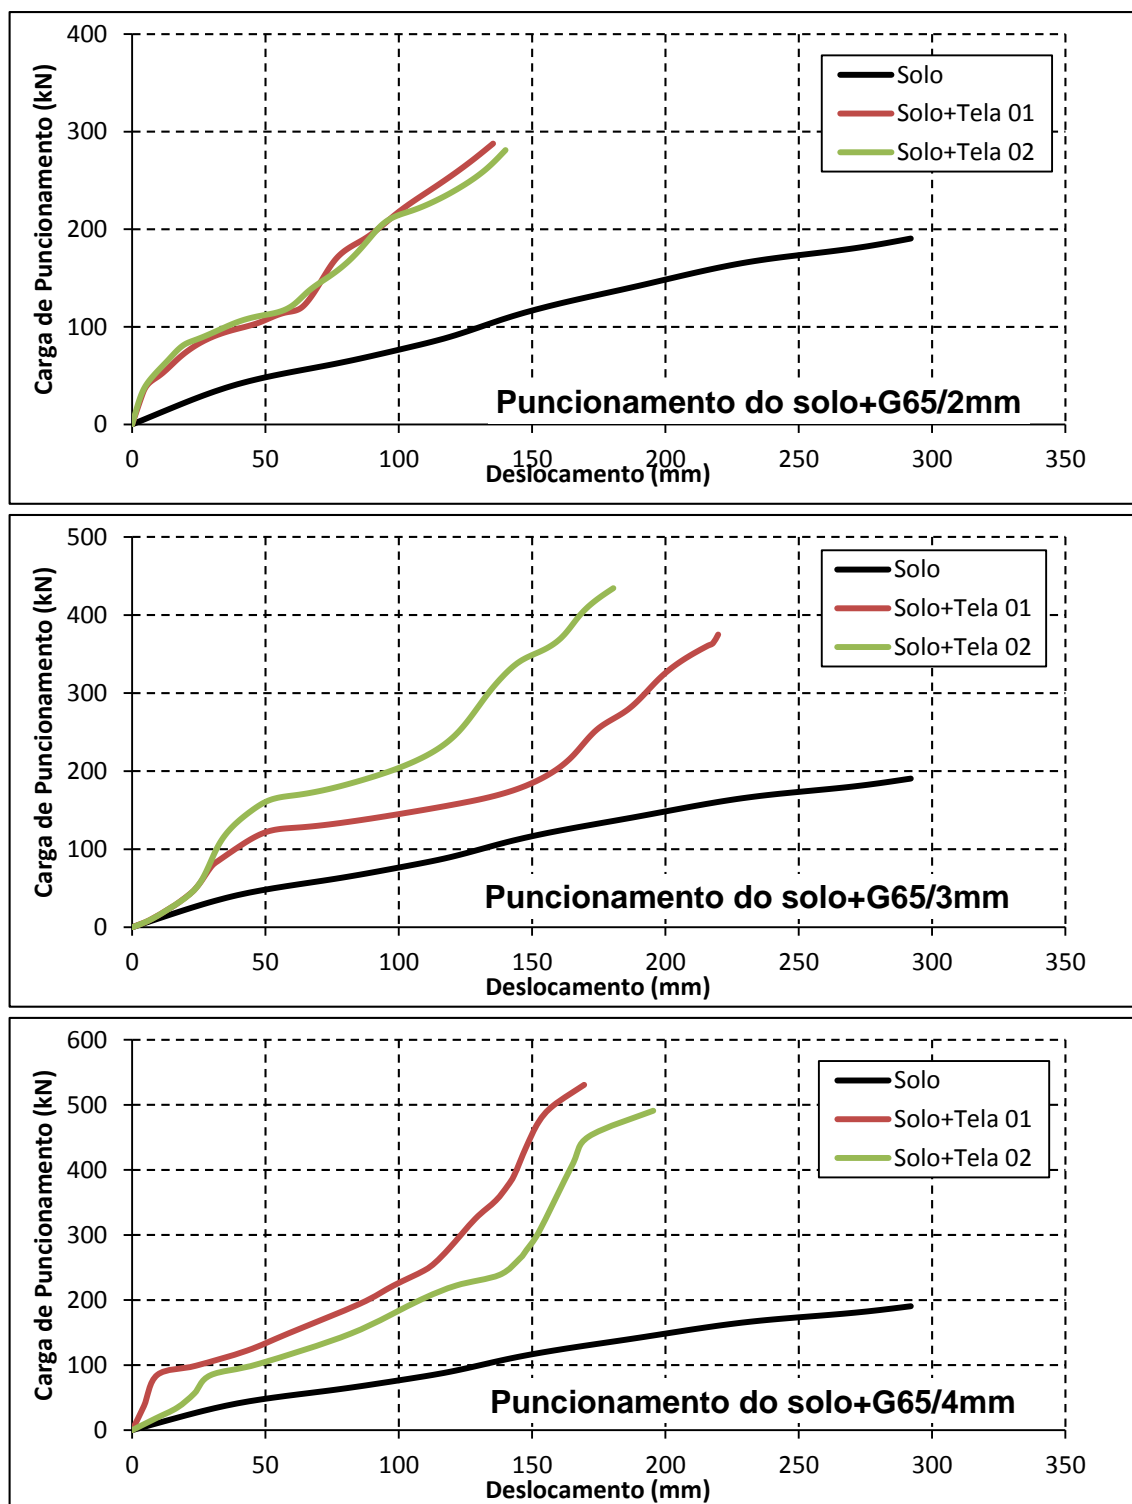 Carga de Puncionamento (kN)
400
300
200
100
0
Solo
Solo+Tela 01
Solo+Tela 02
Puncionamento do solo+G65/2mm
0 50 100 150 200 250 300 350
Deslocamento (mm)
Carga de Puncionamento (kN)
500
400
300
200
100
0
Solo
Solo+Tela 01
Solo+Tela 02
Puncionamento do solo+G65/3mm
0 50 100 150 200 250 300 350
Deslocamento (mm)
Carga de Puncionamento (kN)
600
500
400
300
200
100
0
Solo
Solo+Tela 01
Solo+Tela 02
Puncionamento do solo+G65/4mm
0 50 100 150 200 250 300 350
Deslocamento (mm)